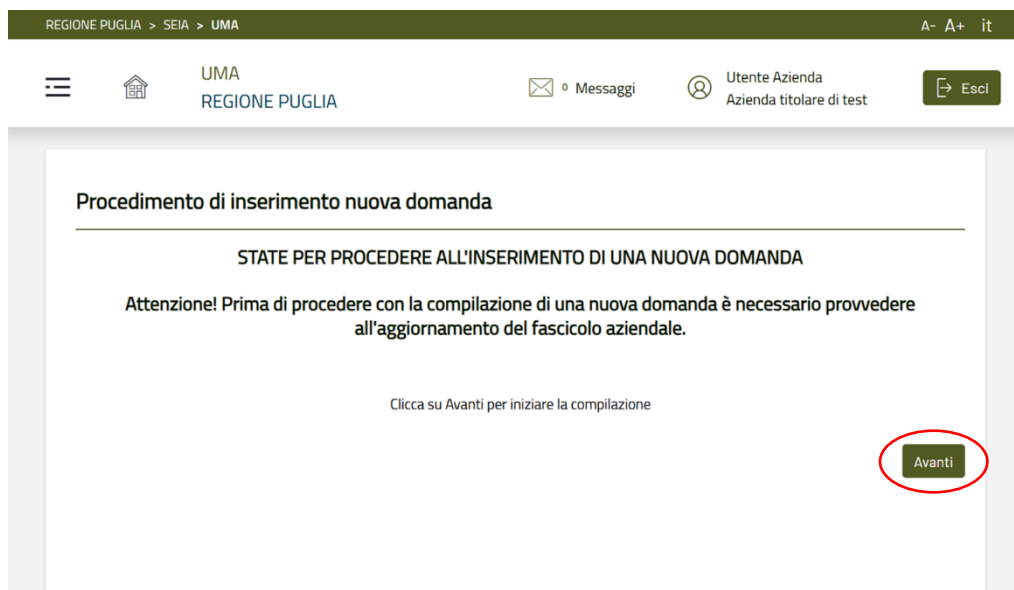 REGIONE PUGLIA > SEIA > UMA
A- A+ it
UMA
REGIONE PUGLIA
0 Messaggi
Utente Azienda
Azienda titolare di test
Esci
Procedimento di inserimento nuova domanda
STATE PER PROCEDERE ALL'INSERIMENTO DI UNA NUOVA DOMANDA
Attenzione! Prima di procedere con la compilazione di una nuova domanda è necessario provvedere
all'aggiornamento del fascicolo aziendale.
Clicca su Avanti per iniziare la compilazione
Avanti